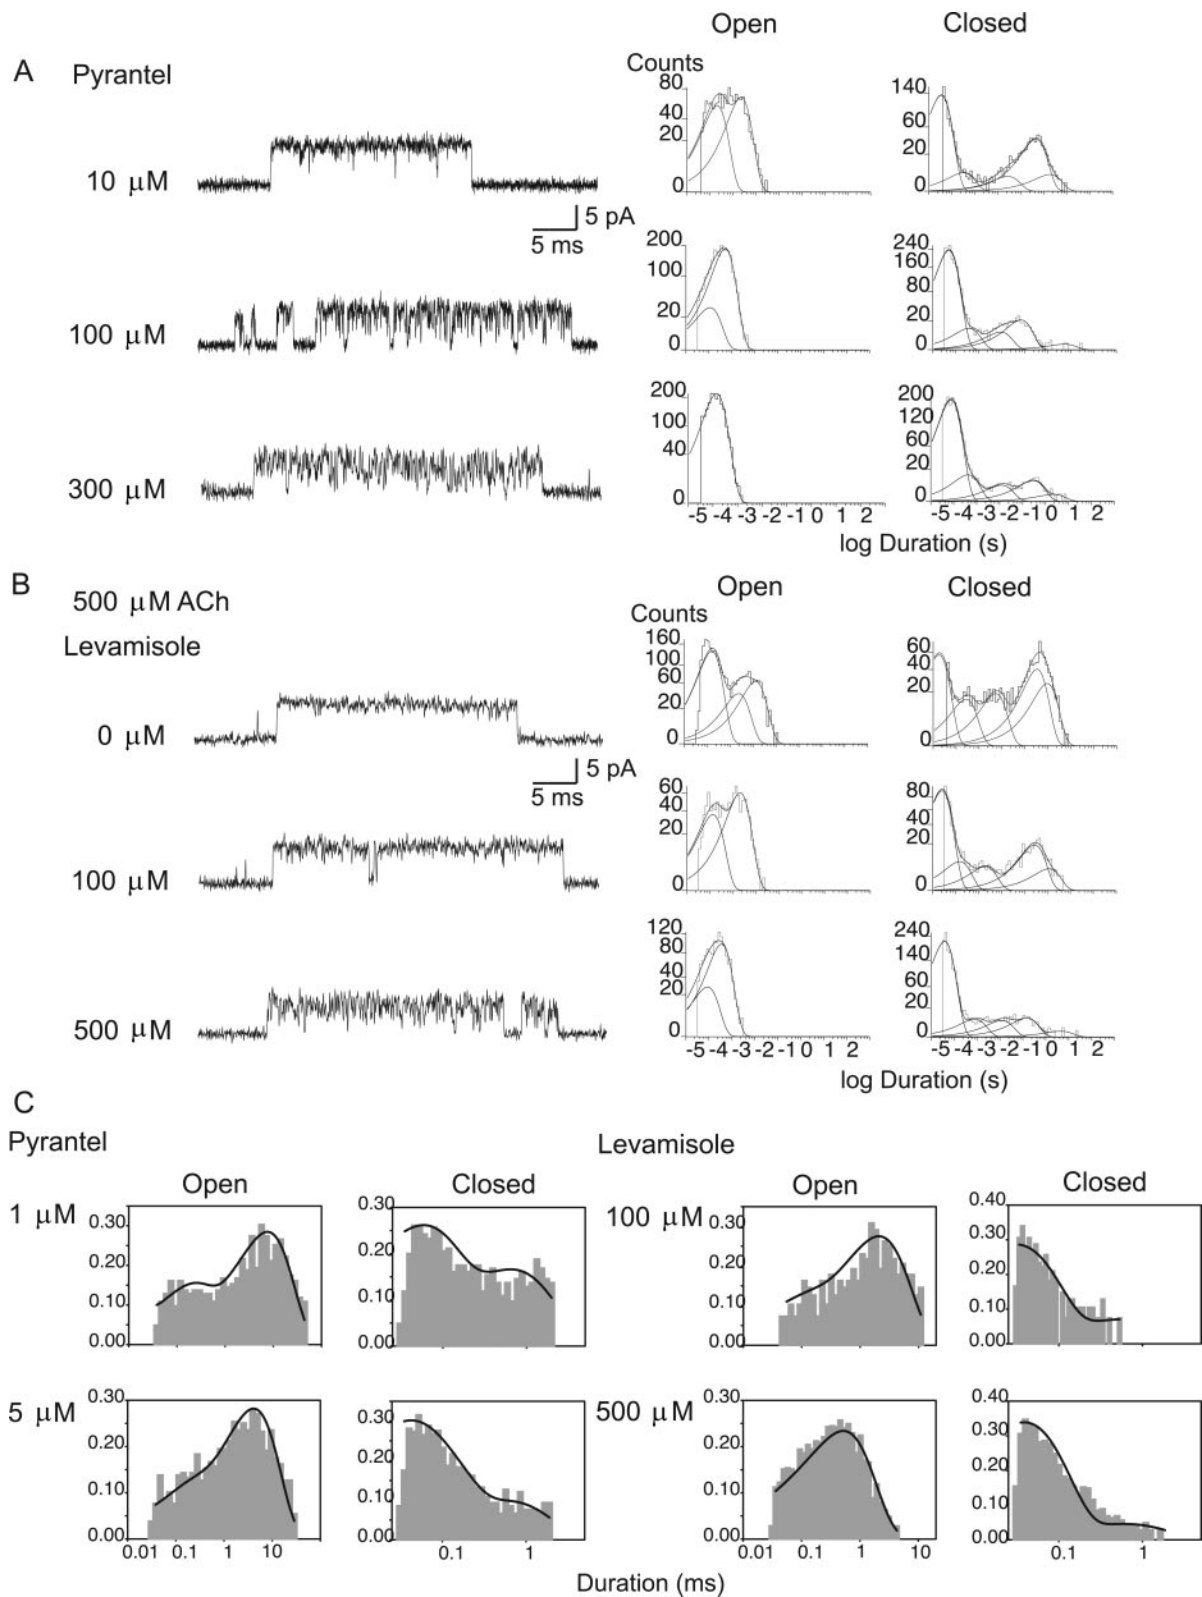 Open Closed
A Pyrantel
Counts
10 μM
80
40
20
0
140
60
20
0
5 pA
5 ms
100 μM
200
100
20
0
240
160
80
20
0
300 μM
200
100
40
0
200
120
60
20
0
-5 -4 -3 -2 -1 0 1 2
-5 -4 -3 -2 -1 0 1 2
log Duration (s)
B
500 μM ACh
Open Closed
Counts
Levamisole
0 μM
160
100
60
20
0
60
40
20
0
5 pA
5 ms
100 μM
60
40
20
0
80
40
20
0
500 μM
120
80
40
20
0
240
140
60
20
0
-5 -4 -3 -2 -1 0 1 2
-5 -4 -3 -2 -1 0 1 2
log Duration (s)
C
Pyrantel Levamisole
Open Closed Open Closed
1 μM
0.30
0.20
0.10
0.00
0.30
0.20
0.15
0.10
0.00
100 μM
0.30
0.20
0.10
0.00
0.40
0.30
0.20
0.10
0.00
5 μM
0.30
0.20
0.10
0.00
0.30
0.20
0.10
0.00
500 μM
0.30
0.20
0.10
0.00
0.40
0.30
0.20
0.10
0.00
0.01 0.1 1 10
0.1 1
0.01 0.1 1 10
0.1 1
Duration (ms)